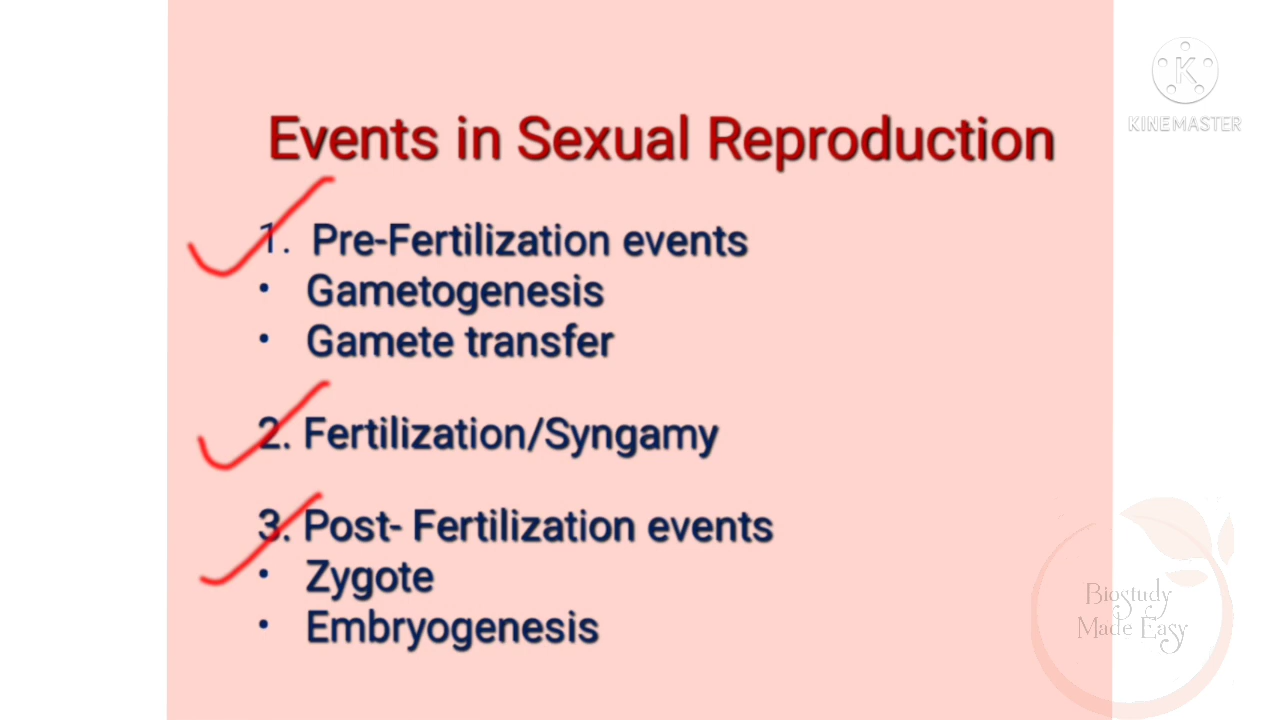 Events in Sexual Reproduction
1. Pre-Fertilization events
• Gametogenesis
• Gamete transfer
2. Fertilization/Syngamy
3. Post- Fertilization events
• Zygote
• Embryogenesis
KINEMASTER
Biostudy
Made Easy